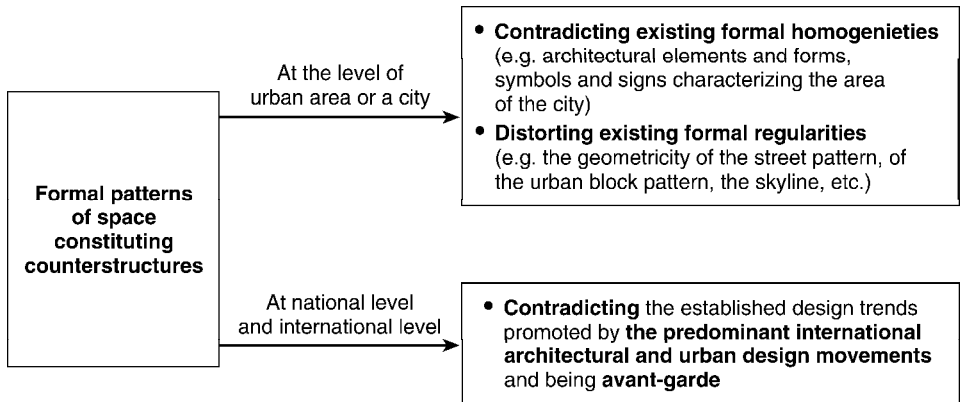 Formal patterns
of space
constituting
counterstructures
At the level of
urban area or a city
• Contradicting existing formal homogenieties
(e.g. architectural elements and forms,
symbols and signs characterizing the area
of the city)
• Distorting existing formal regularities
(e.g. the geometricity of the street pattern, of
the urban block pattern, the skyline, etc.)
At national level
and international level
• Contradicting the established design trends
promoted by the predominant international
architectural and urban design movements
and being avant-garde